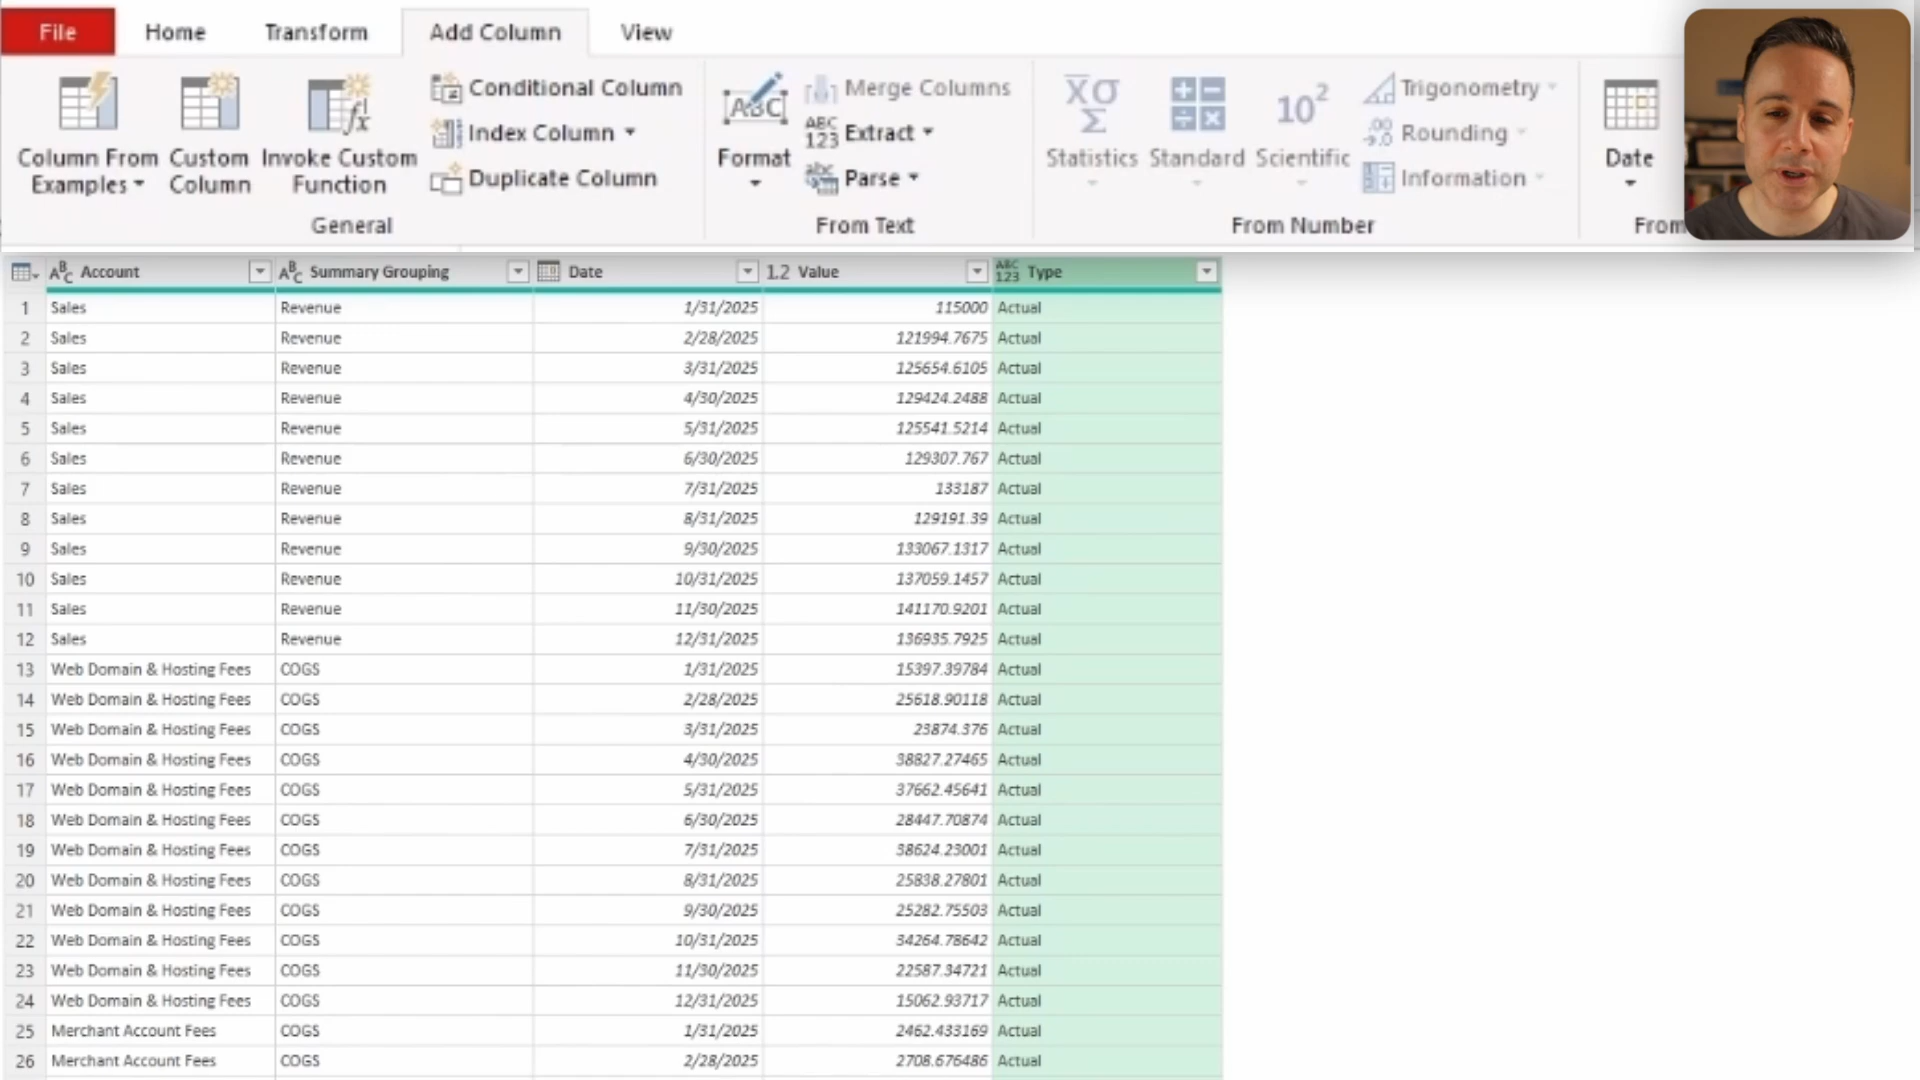 File Home Transform Add Column View
Column From Examples
Custom Column
Invoke Custom Function
Conditional Column
Index Column
Duplicate Column
General
Format
Merge Columns
Extract
Parse
From Text
Statistics
Standard
Scientific
Trigonometry
Rounding
Information
From Number
Date
From
Account Summary Grouping Date 1.2 Value Type
1 Sales Revenue 1/31/2025 115000 Actual
2 Sales Revenue 2/28/2025 121994.7675 Actual
3 Sales Revenue 3/31/2025 125654.6105 Actual
4 Sales Revenue 4/30/2025 129424.2488 Actual
5 Sales Revenue 5/31/2025 125541.5214 Actual
6 Sales Revenue 6/30/2025 129307.767 Actual
7 Sales Revenue 7/31/2025 133187 Actual
8 Sales Revenue 8/31/2025 129191.39 Actual
9 Sales Revenue 9/30/2025 133067.1317 Actual
10 Sales Revenue 10/31/2025 137059.1457 Actual
11 Sales Revenue 11/30/2025 141170.9201 Actual
12 Sales Revenue 12/31/2025 136935.7925 Actual
13 Web Domain & Hosting Fees COGS 1/31/2025 15397.39784 Actual
14 Web Domain & Hosting Fees COGS 2/28/2025 25618.90118 Actual
15 Web Domain & Hosting Fees COGS 3/31/2025 23874.376 Actual
16 Web Domain & Hosting Fees COGS 4/30/2025 38827.27465 Actual
17 Web Domain & Hosting Fees COGS 5/31/2025 37662.45641 Actual
18 Web Domain & Hosting Fees COGS 6/30/2025 28447.70874 Actual
19 Web Domain & Hosting Fees COGS 7/31/2025 38624.23001 Actual
20 Web Domain & Hosting Fees COGS 8/31/2025 25838.27801 Actual
21 Web Domain & Hosting Fees COGS 9/30/2025 25282.75503 Actual
22 Web Domain & Hosting Fees COGS 10/31/2025 34264.78642 Actual
23 Web Domain & Hosting Fees COGS 11/30/2025 22587.34721 Actual
24 Web Domain & Hosting Fees COGS 12/31/2025 15062.93717 Actual
25 Merchant Account Fees COGS 1/31/2025 2462.433169 Actual
26 Merchant Account Fees COGS 2/28/2025 2708.676486 Actual